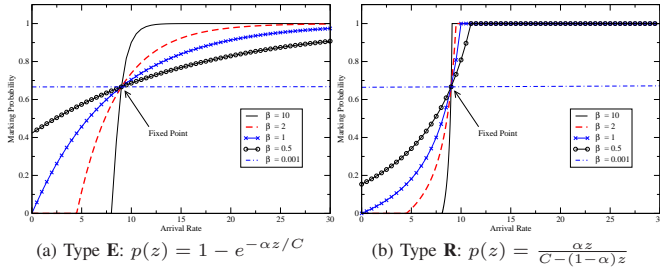 1
0.8
0.6
0.4
0.2
0
Marking Probability
0 5 10 15 20 25 30
Arrival Rate
Fixed Point
β = 10
β = 2
β = 1
β = 0.5
β = 0.001
(a) Type E: p(z) = 1 − e^{−αz/C}
1
0.8
0.6
0.4
0.2
0
Marking Probability
0 5 10 15 20 25 30
Arrival Rate
Fixed Point
β = 10
β = 2
β = 1
β = 0.5
β = 0.001
(b) Type R: p(z) = αz / C−(1−α)z